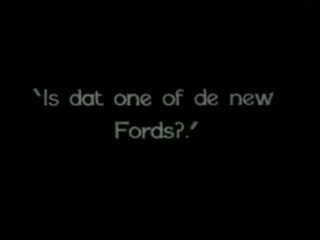 ‵Is dat one of de new
Fords?.′